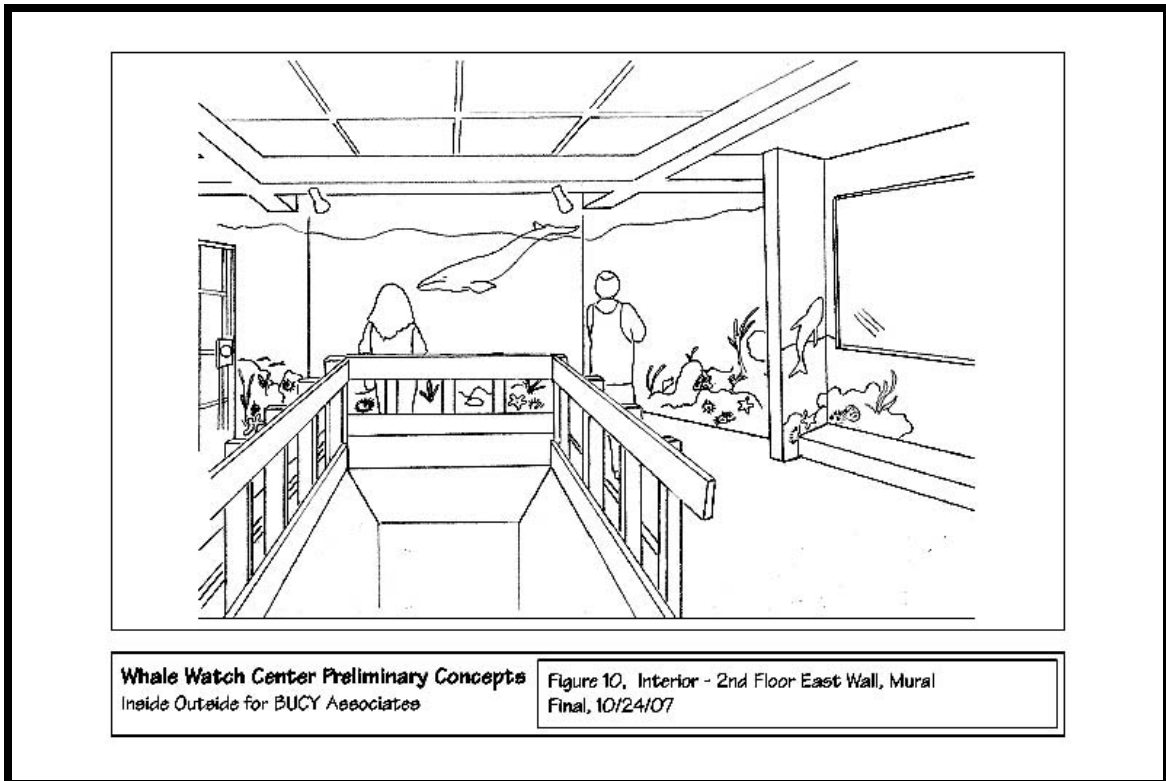 Whale Watch Center Preliminary Concepts
Inside Outside for BUCY Associates
Figure 10, Interior - 2nd Floor East Wall, Mural
Final, 10/24/07